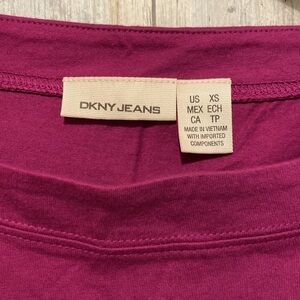 DKNY JEANS
US XS
MEX ECH
CA TP
MADE IN VIETNAM
WITH IMPORTED
COMPONENTS